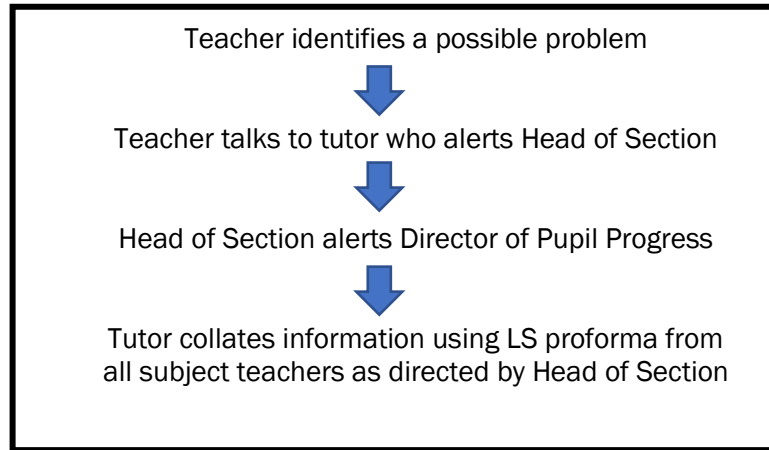 Teacher identifies a possible problem
Teacher talks to tutor who alerts Head of Section
Head of Section alerts Director of Pupil Progress
Tutor collates information using LS proforma from
all subject teachers as directed by Head of Section